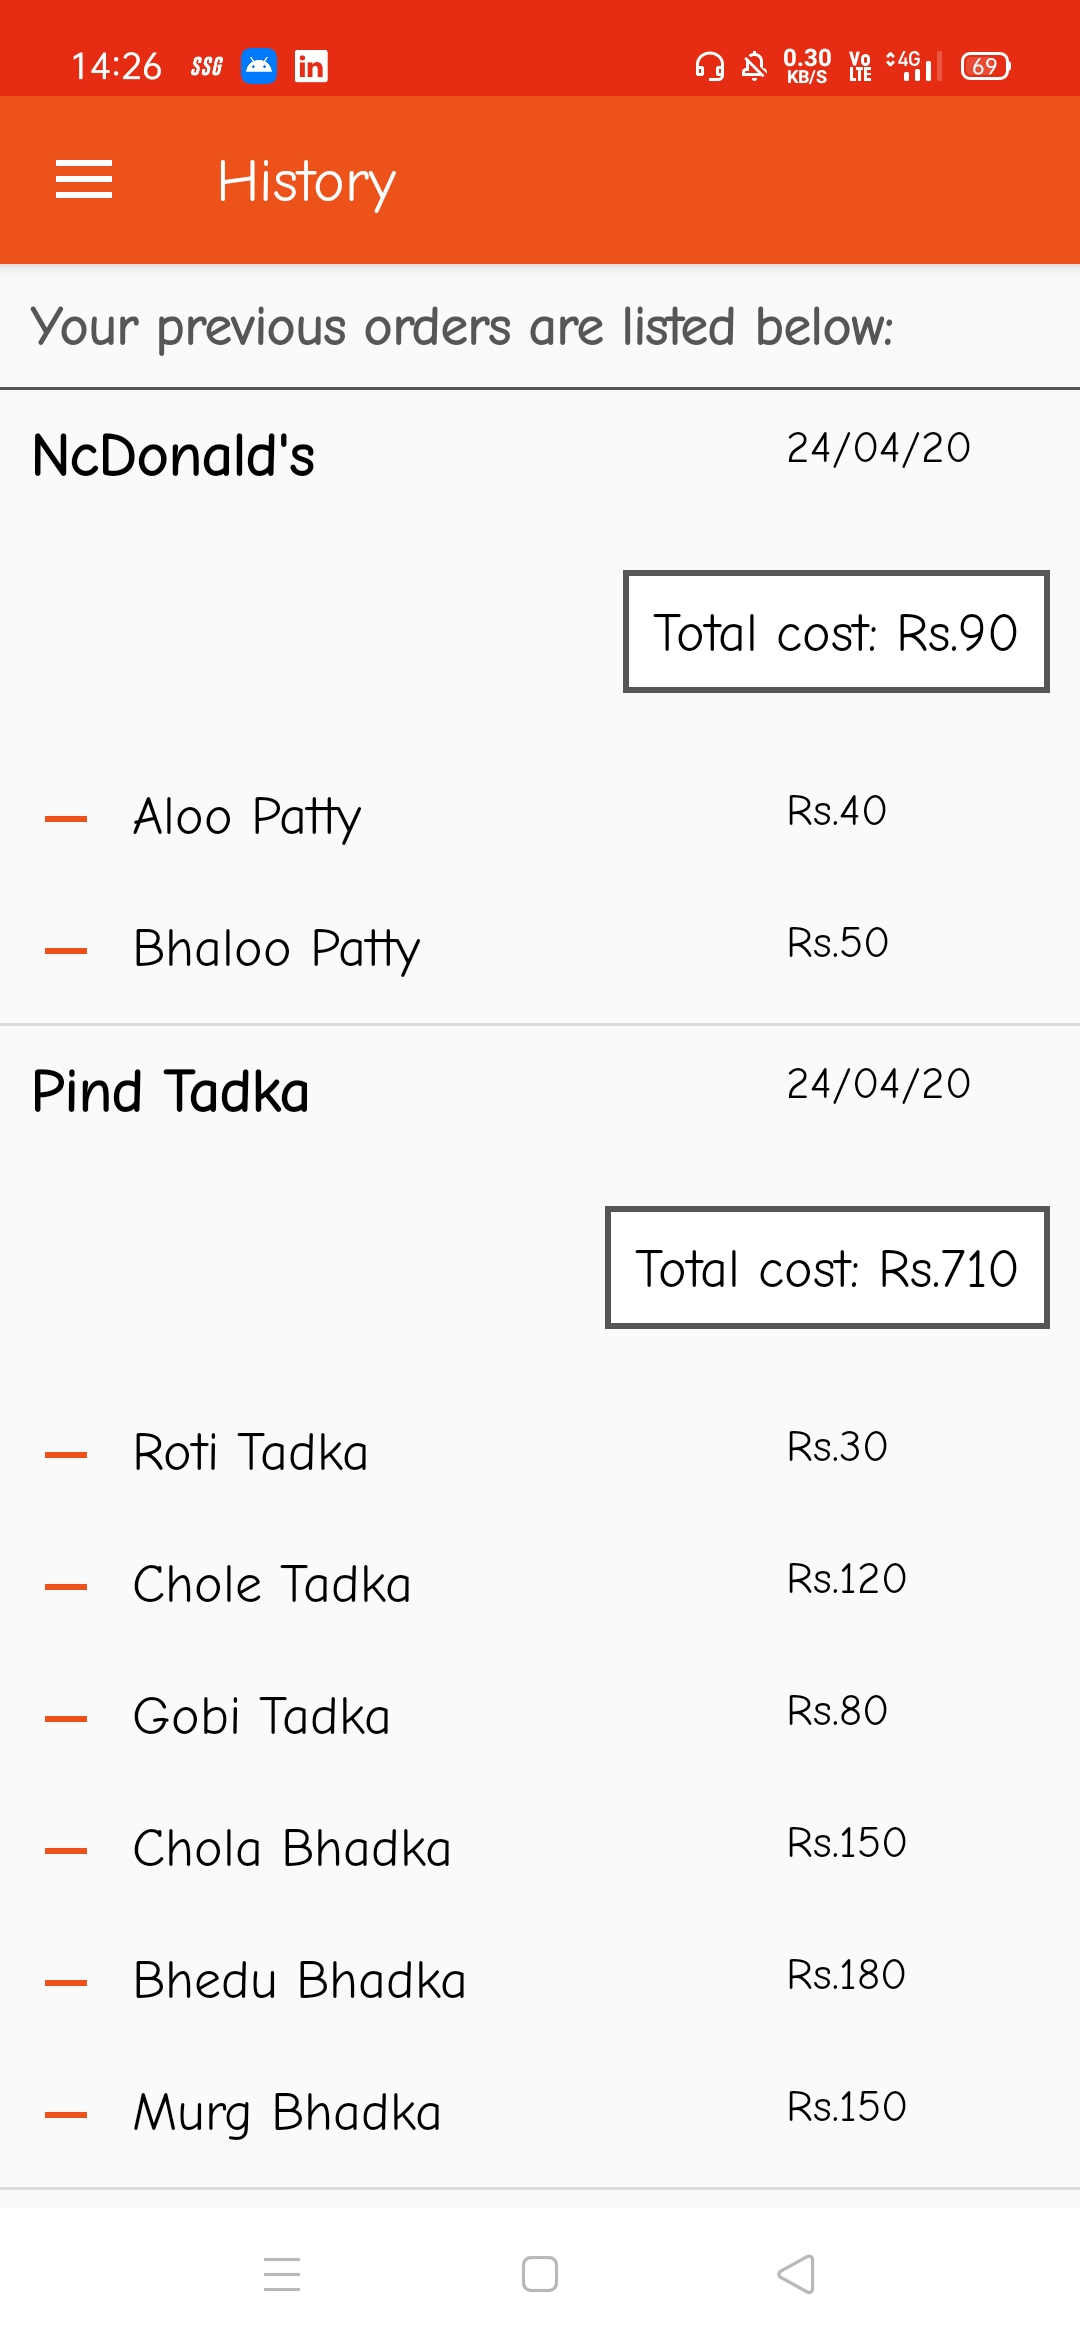 14:26 SSG in 0.30 KB/S Vo LTE 4G 69
History
Your previous orders are listed below:
NcDonald's 24/04/20
Total cost: Rs.90
Aloo Patty Rs.40
Bhaloo Patty Rs.50
Pind Tadka 24/04/20
Total cost: Rs.710
Roti Tadka Rs.30
Chole Tadka Rs.120
Gobi Tadka Rs.80
Chola Bhadka Rs.150
Bhedu Bhadka Rs.180
Murg Bhadka Rs.150